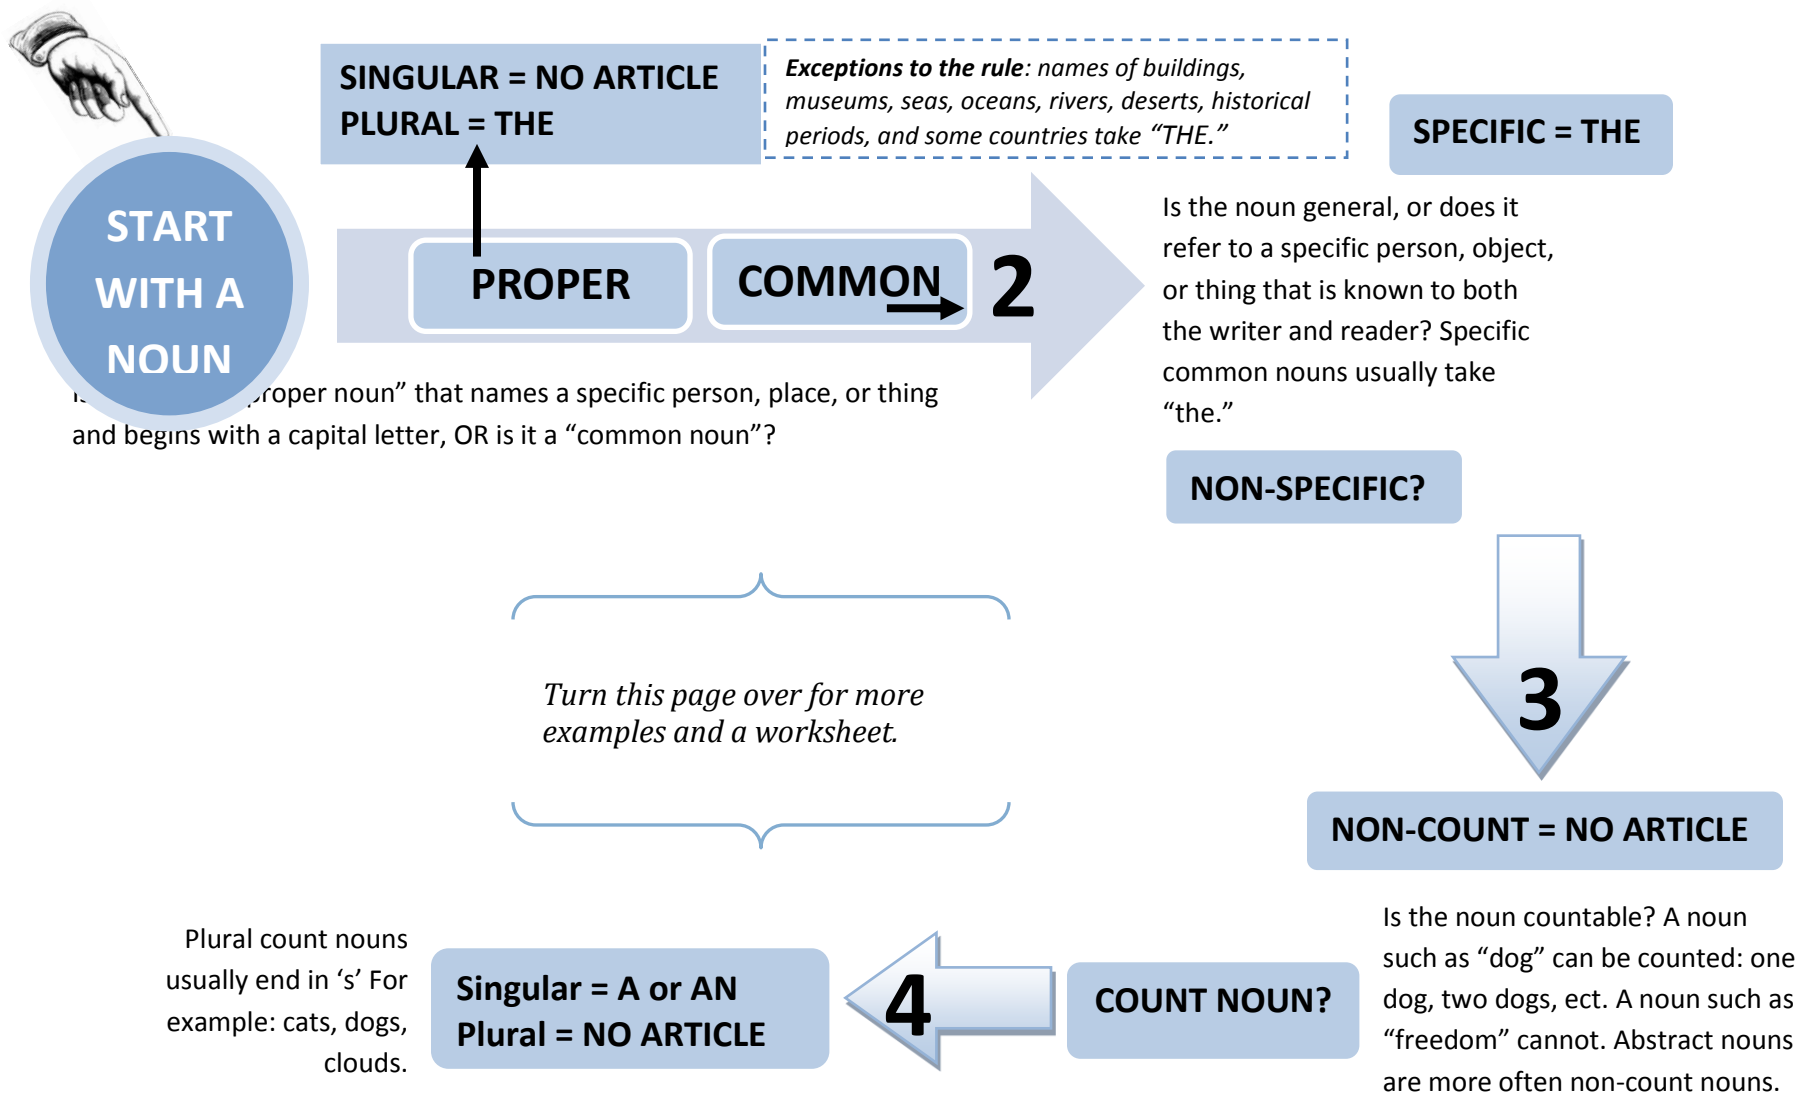 START
WITH A
NOUN
SINGULAR = NO ARTICLE
PLURAL = THE
Exceptions to the rule: names of buildings,
museums, seas, oceans, rivers, deserts, historical
periods, and some countries take “THE.”
PROPER
COMMON
2
proper noun” that names a specific person, place, or thing
and begins with a capital letter, OR is it a “common noun”?
SPECIFIC = THE
Is the noun general, or does it
refer to a specific person, object,
or thing that is known to both
the writer and reader? Specific
common nouns usually take
“the.”
NON-SPECIFIC?
3
NON-COUNT = NO ARTICLE
Is the noun countable? A noun
such as “dog” can be counted: one
dog, two dogs, ect. A noun such as
“freedom” cannot. Abstract nouns
are more often non-count nouns.
COUNT NOUN?
4
Singular = A or AN
Plural = NO ARTICLE
Plural count nouns
usually end in ‘s’ For
example: cats, dogs,
clouds.
Turn this page over for more
examples and a worksheet.